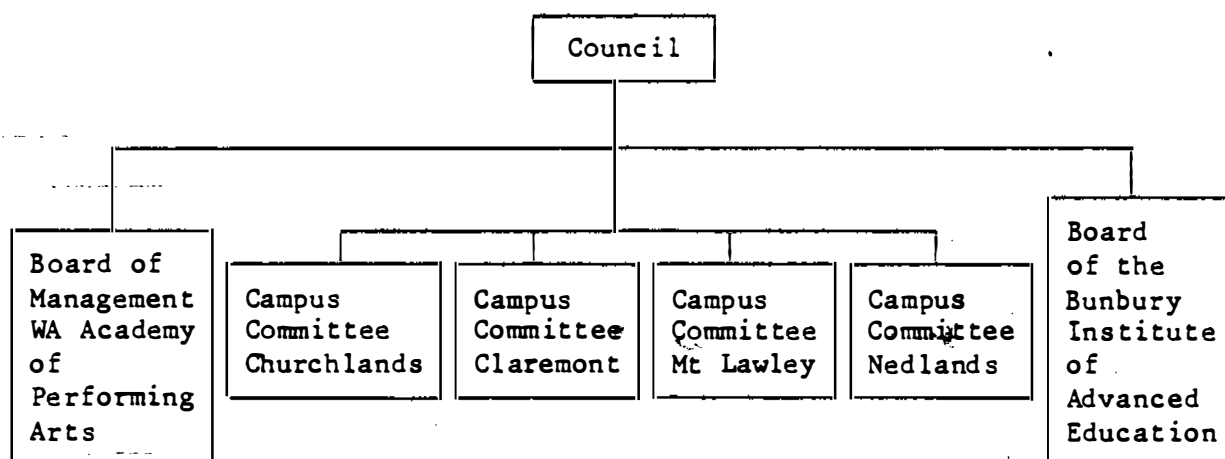 Council
Board of
Management
WA Academy
of
Performing
Arts
Campus
Committee
Churchlands
Campus
Committee
Claremont
Campus
Committee
Mt Lawley
Campus
Committee
Nedlands
Board
of the
Bunbury
Institute
of
Advanced
Education